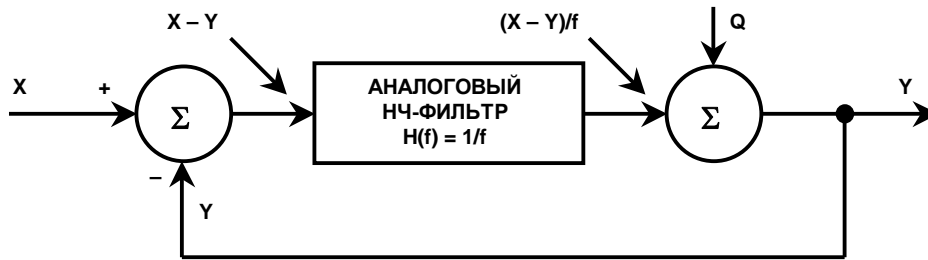 X – Y
(X – Y)/f
Q
X
+
Σ
АНАЛОГОВЫЙ
НЧ-ФИЛЬТР
H(f) = 1/f
Σ
Y
–
Y